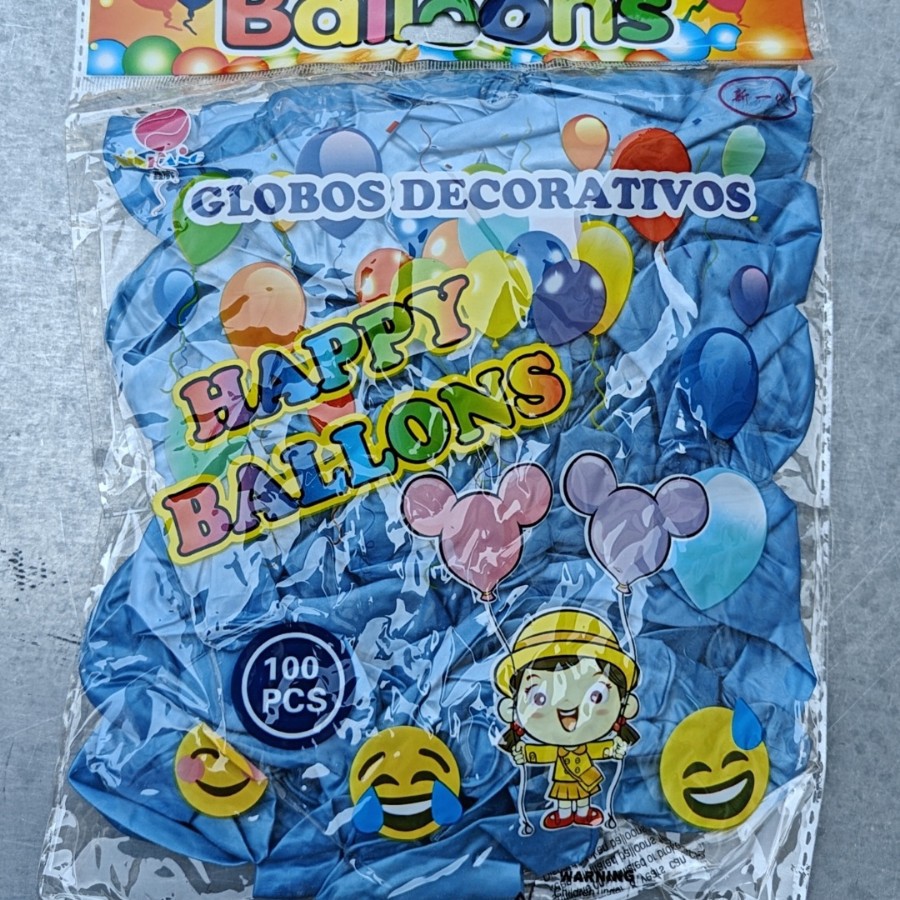 Balloons
GLOBOS DECORATIVOS
HAPPY
BALLONS
100
PCS
WARNING